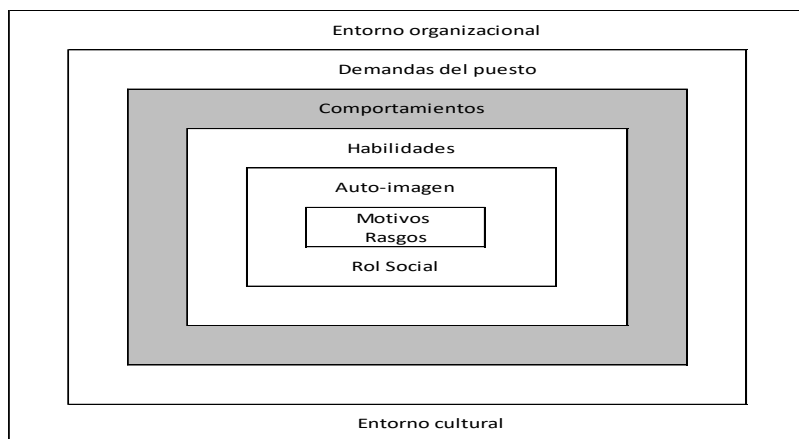 Entorno organizacional
Demandas del puesto
Comportamientos
Habilidades
Auto-imagen
Motivos
Rasgos
Rol Social
Entorno cultural